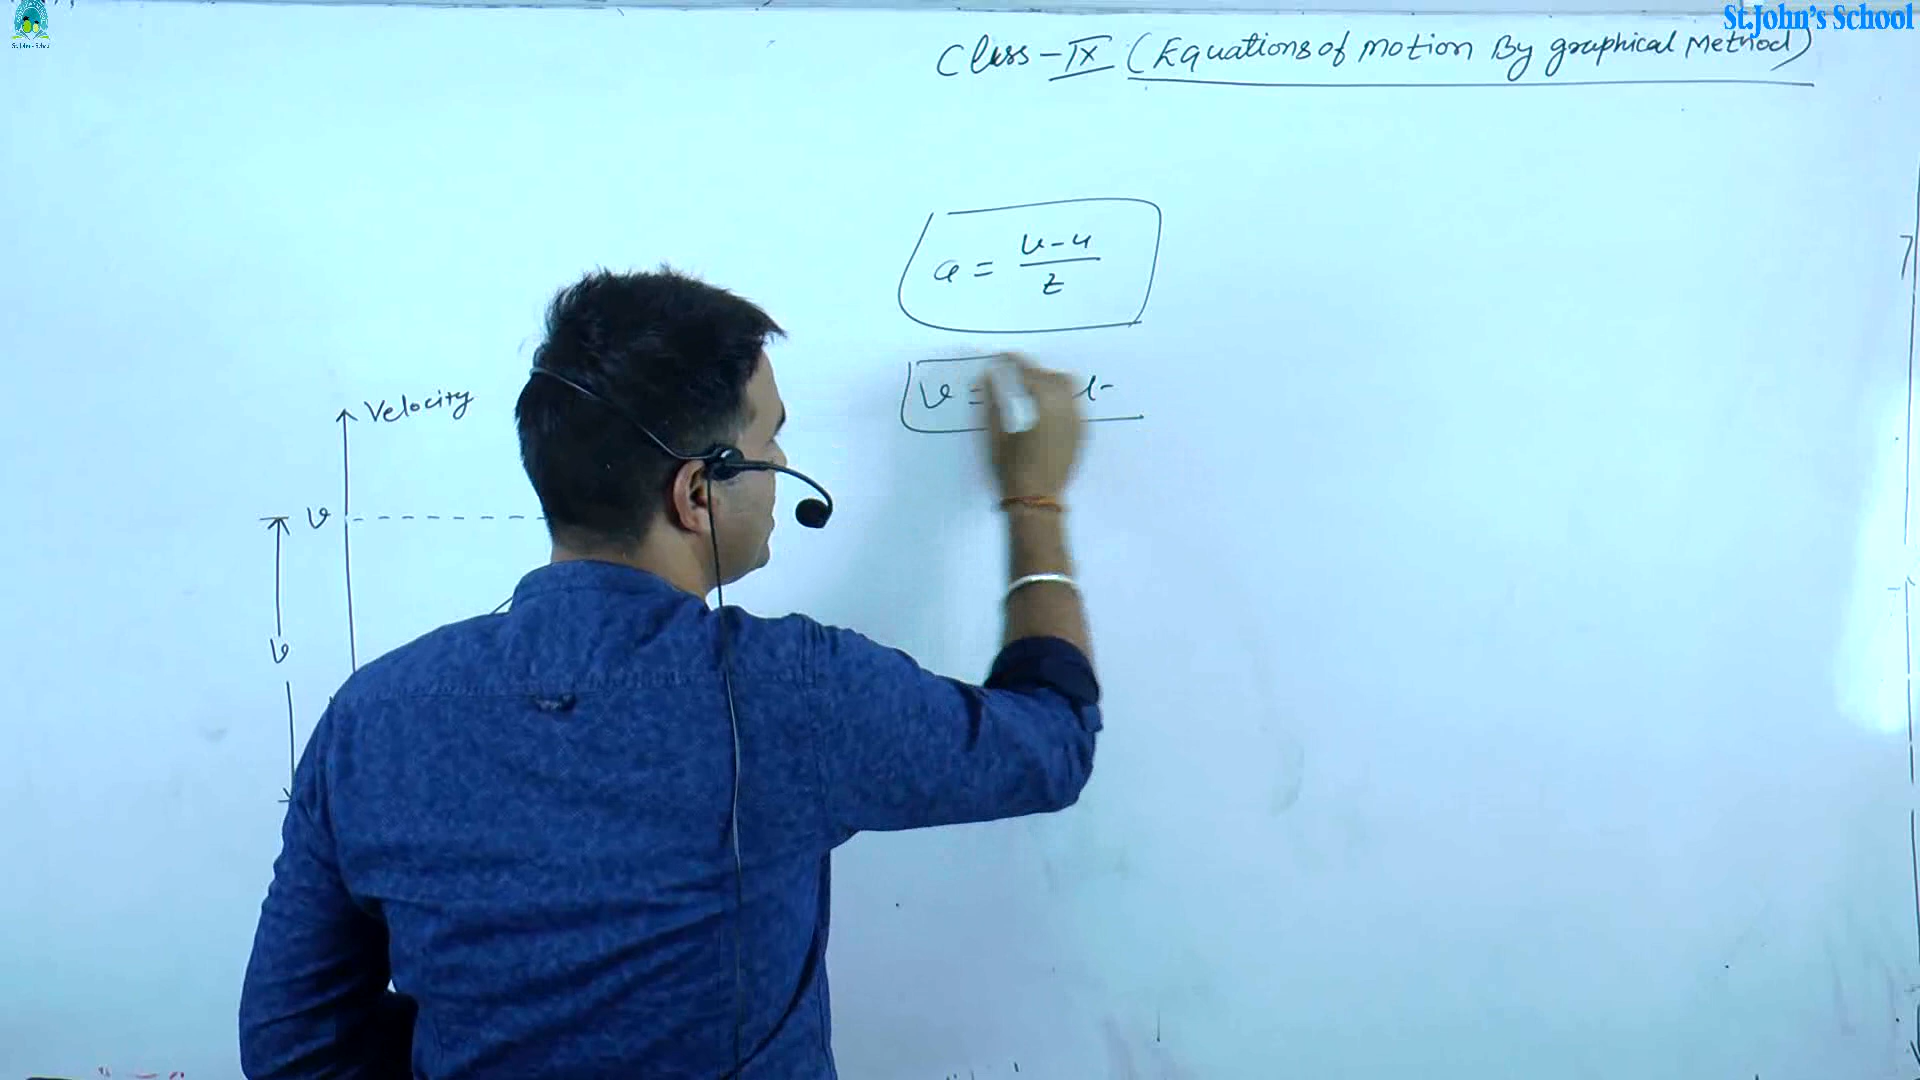 St.John's School
Class-IX (Equations of Motion By graphical Method)
a = v-u / t
v =
Velocity
v
v